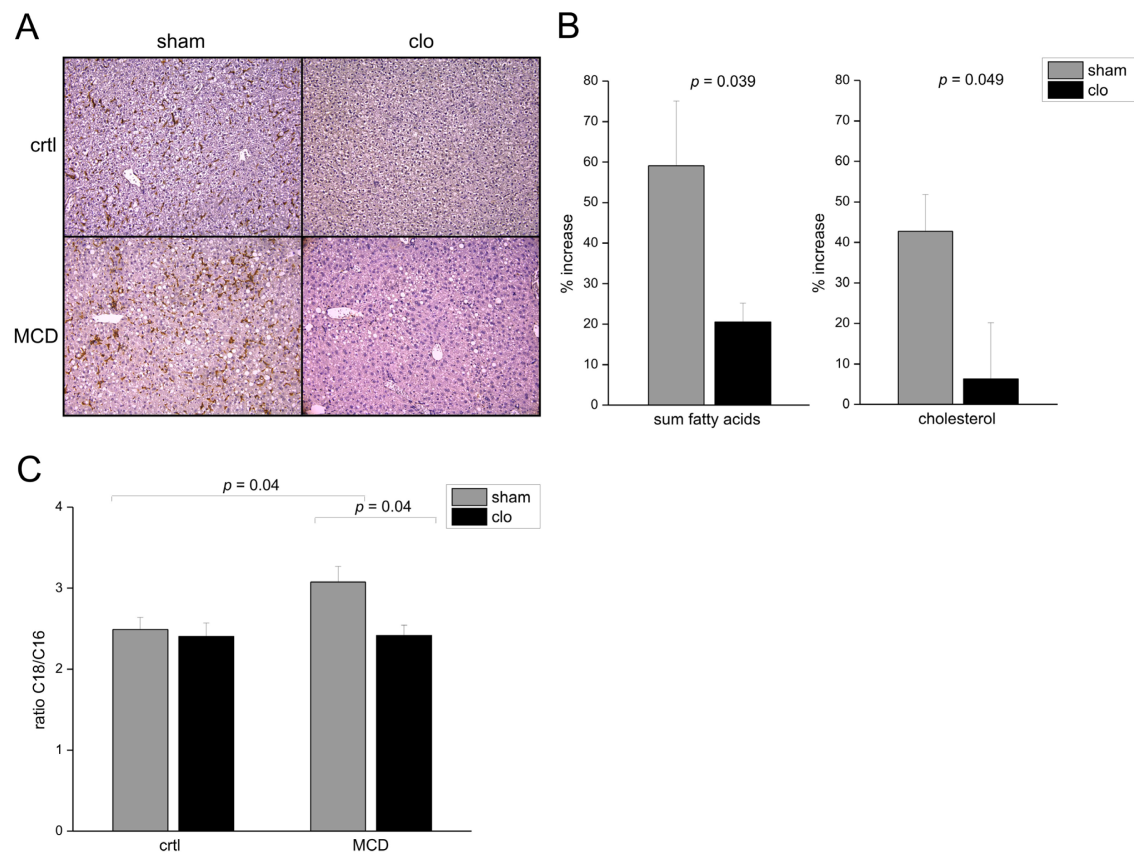 A
sham clo
crtl
MCD
B
sham
clo
p = 0.039
80
70
60
50
40
30
20
10
0
% increase
sum fatty acids
p = 0.049
80
70
60
50
40
30
20
10
0
% increase
cholesterol
C
sham
clo
p = 0.04
p = 0.04
4
3
2
1
0
ratio C18/C16
crtl MCD